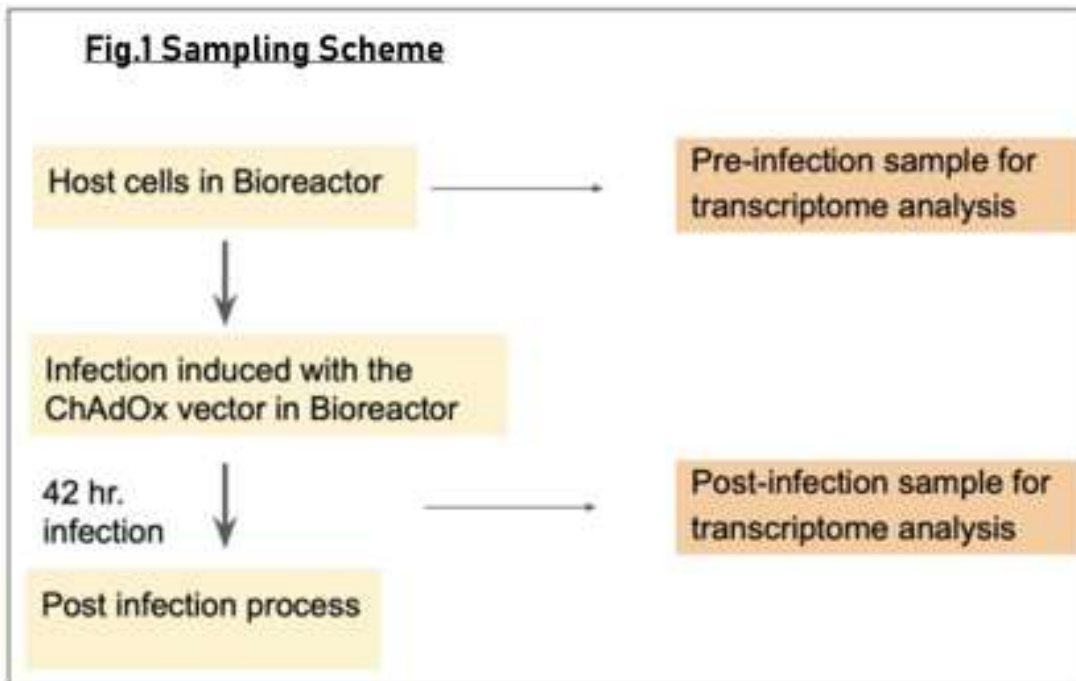 Fig.1 Sampling Scheme
Host cells in Bioreactor
Pre-infection sample for
transcriptome analysis
Infection induced with the
ChAdOx vector in Bioreactor
42 hr.
infection
Post-infection sample for
transcriptome analysis
Post infection process